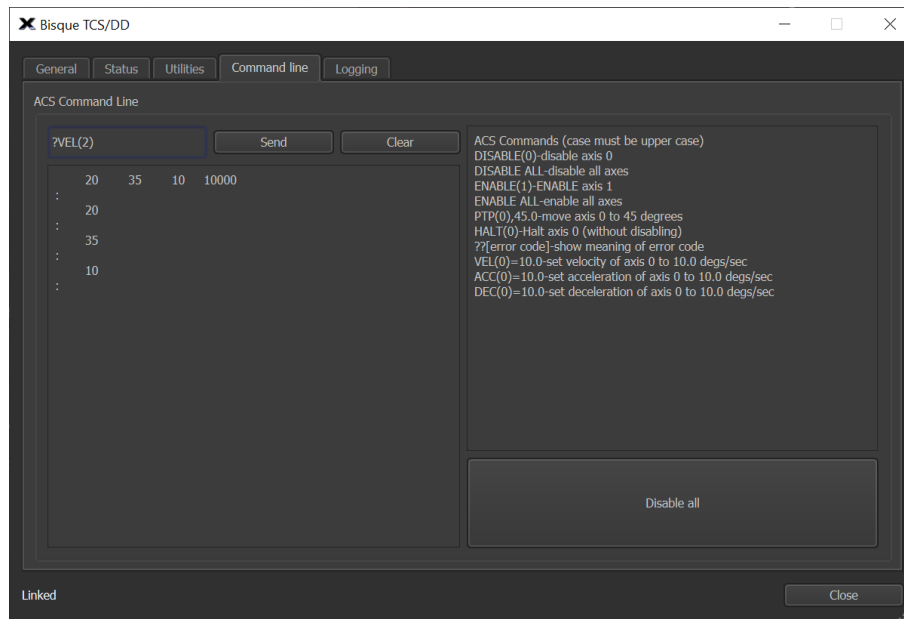 Bisque TCS/DD
General Status Utilities Command line Logging
ACS Command Line
?VEL(2) Send Clear
20 35 10 10000
:
20
:
35
:
10
:
ACS Commands (case must be upper case)
DISABLE(0)-disable axis 0
DISABLE ALL-disable all axes
ENABLE(1)-ENABLE axis 1
ENABLE ALL-enable all axes
PTP(0),45.0-move axis 0 to 45 degrees
HALT(0)-Halt axis 0 (without disabling)
??[error code]-show meaning of error code
VEL(0)=10.0-set velocity of axis 0 to 10.0 degs/sec
ACC(0)=10.0-set acceleration of axis 0 to 10.0 degs/sec
DEC(0)=10.0-set deceleration of axis 0 to 10.0 degs/sec
Disable all
Linked
Close